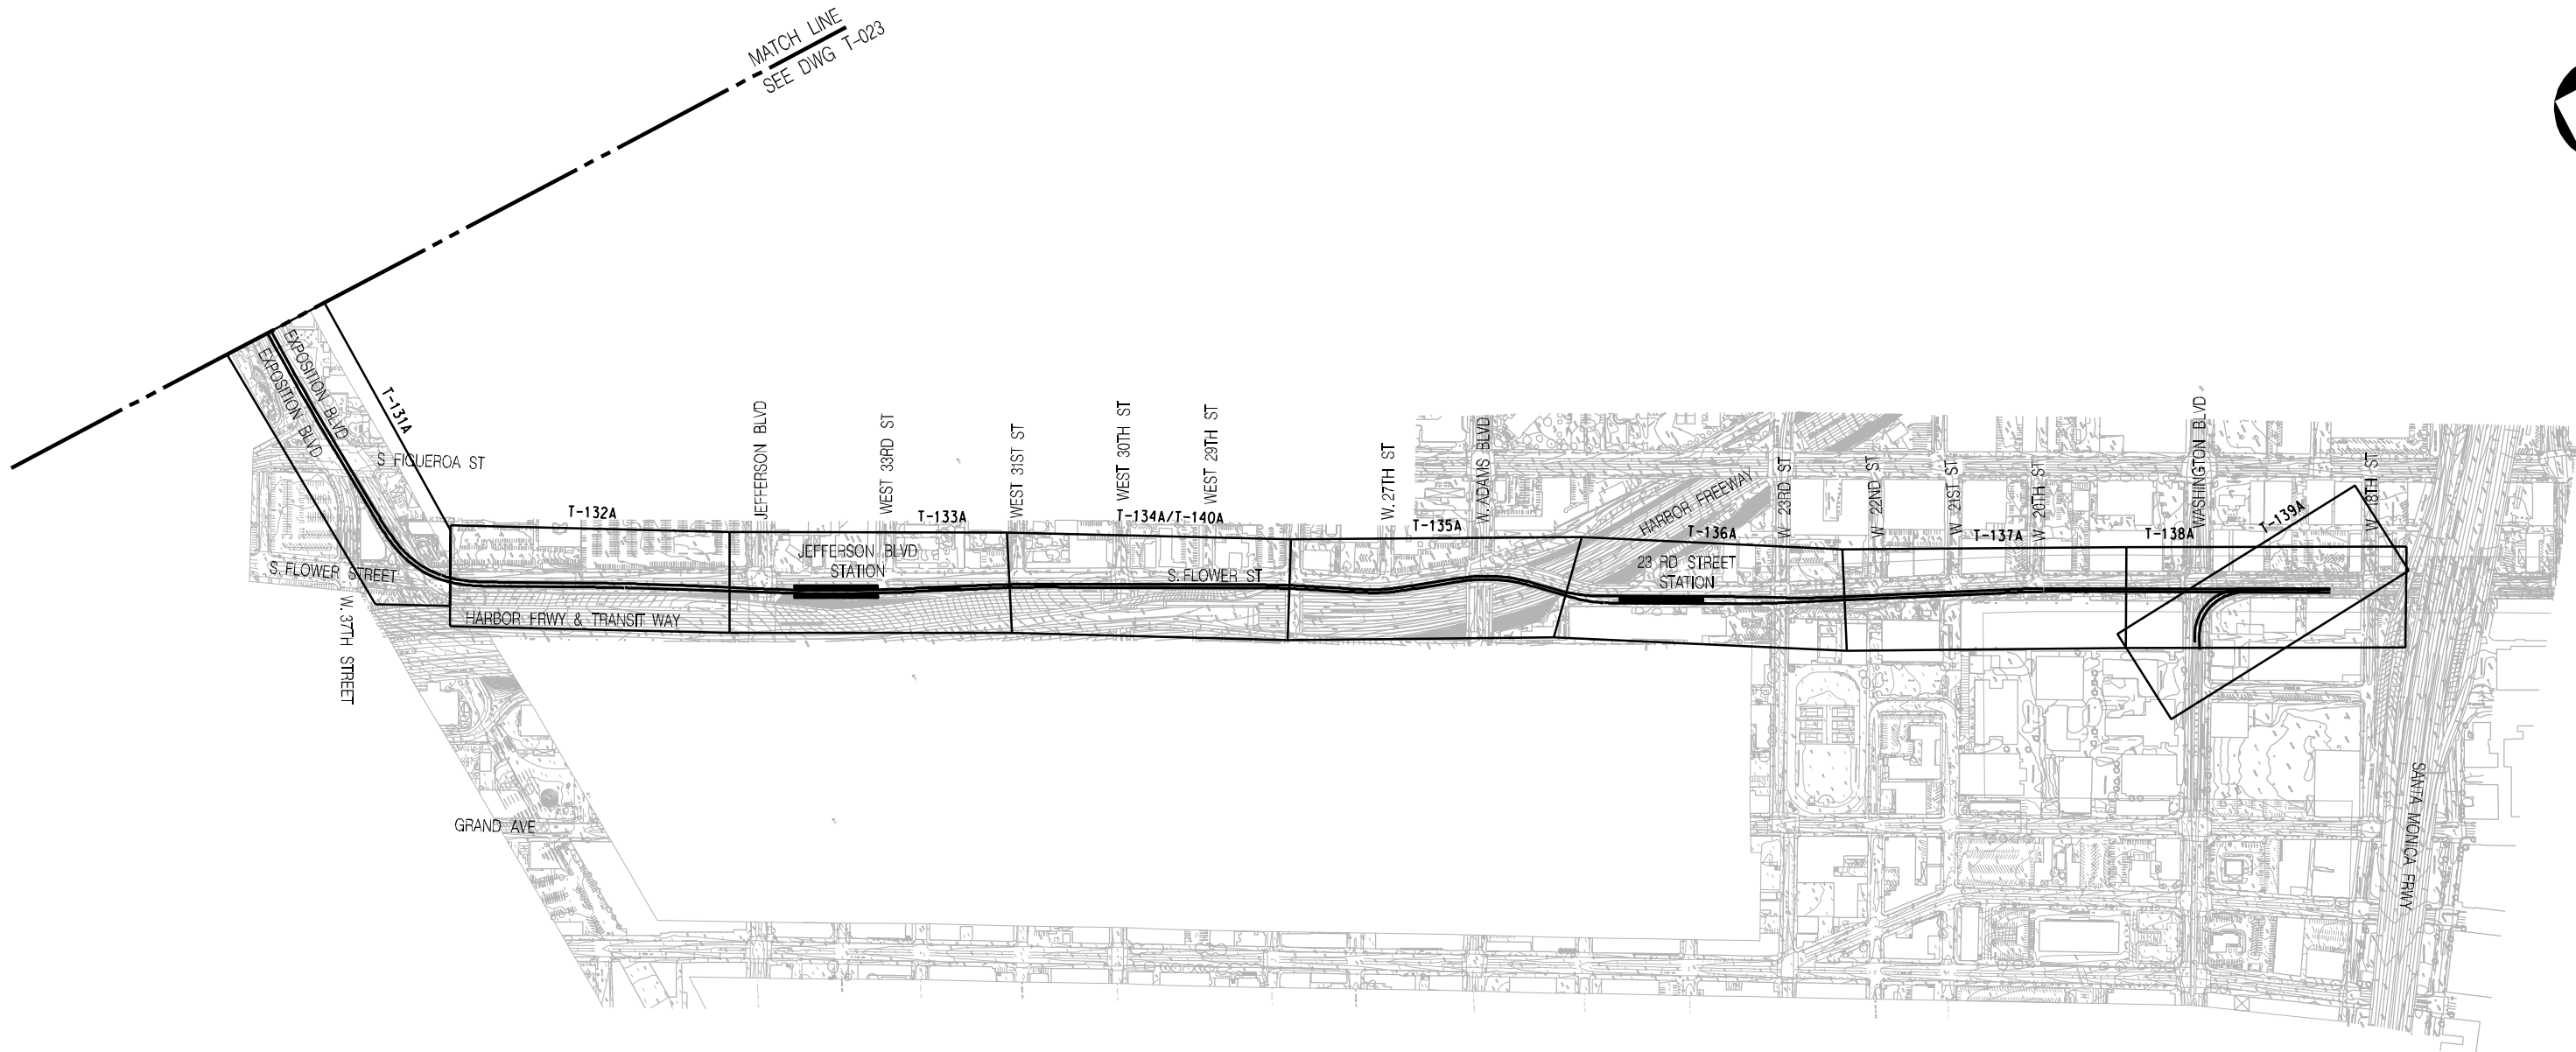 MATCH LINE
SEE DWG T-023
EXPOSITION BLVD
EXPOSITION BLVD
T-131A
S FIGUEROA ST
S. FLOWER STREET
W. 37TH STREET
GRAND AVE
T-132A
HARBOR FRWY & TRANSIT WAY
JEFFERSON BLVD
WEST 33RD ST
T-133A
JEFFERSON BLVD
STATION
WEST 31ST ST
WEST 30TH ST
WEST 29TH ST
T-134A/T-140A
S. FLOWER ST
W. 27TH ST
T-135A
W. ADAMS BLVD
HARBOR FREEWAY
T-136A
23 RD STREET
STATION
W 23RD ST
W 22ND ST
W 21ST ST
T-137A
W 20TH ST
T-138A
WASHINGTON BLVD
T-139A
W 18TH ST
SANTA MONICA FRWY